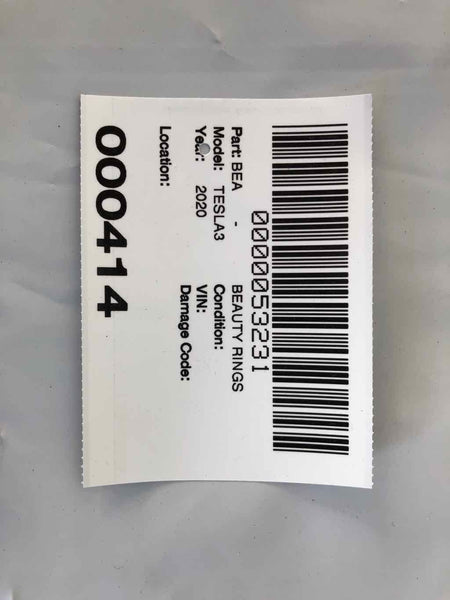 0000053231
Part: BEA - BEAUTY RINGS
Model: TESLA3 Condition:
Year: 2020 VIN:
Damage Code:
Location:
000414